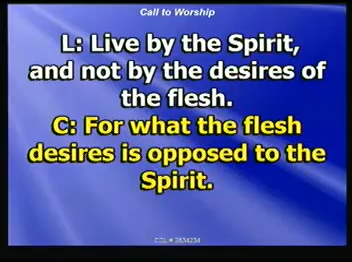 Call to Worship
L: Live by the Spirit,
and not by the desires of
the flesh.
C: For what the flesh
desires is opposed to the
Spirit.